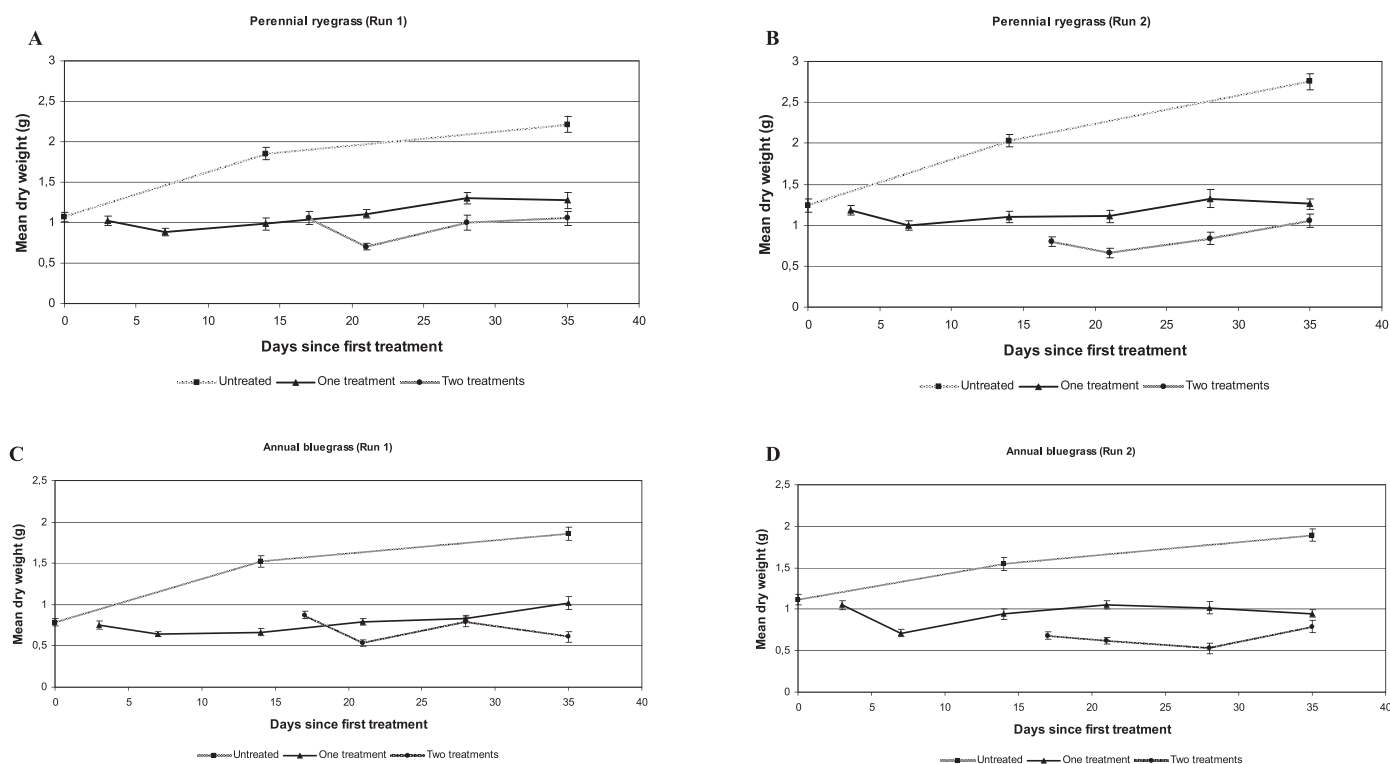 Perennial ryegrass (Run 1)
A
3
2,5
2
1,5
1
0,5
0
Mean dry weight (g)
0 5 10 15 20 25 30 35 40
Days since first treatment
Untreated One treatment Two treatments
Perennial ryegrass (Run 2)
B
3
2,5
2
1,5
1
0,5
0
Mean dry weight (g)
0 5 10 15 20 25 30 35 40
Days since first treatment
Untreated One treatment Two treatments
Annual bluegrass (Run 1)
C
2,5
2
1,5
1
0,5
0
Mean dry weight (g)
0 5 10 15 20 25 30 35 40
Days since first treatment
Untreated One treatment Two treatments
Annual bluegrass (Run 2)
D
2,5
2
1,5
1
0,5
0
Mean dry weight (g)
0 5 10 15 20 25 30 35 40
Days since first treatment
Untreated One treatment Two treatments